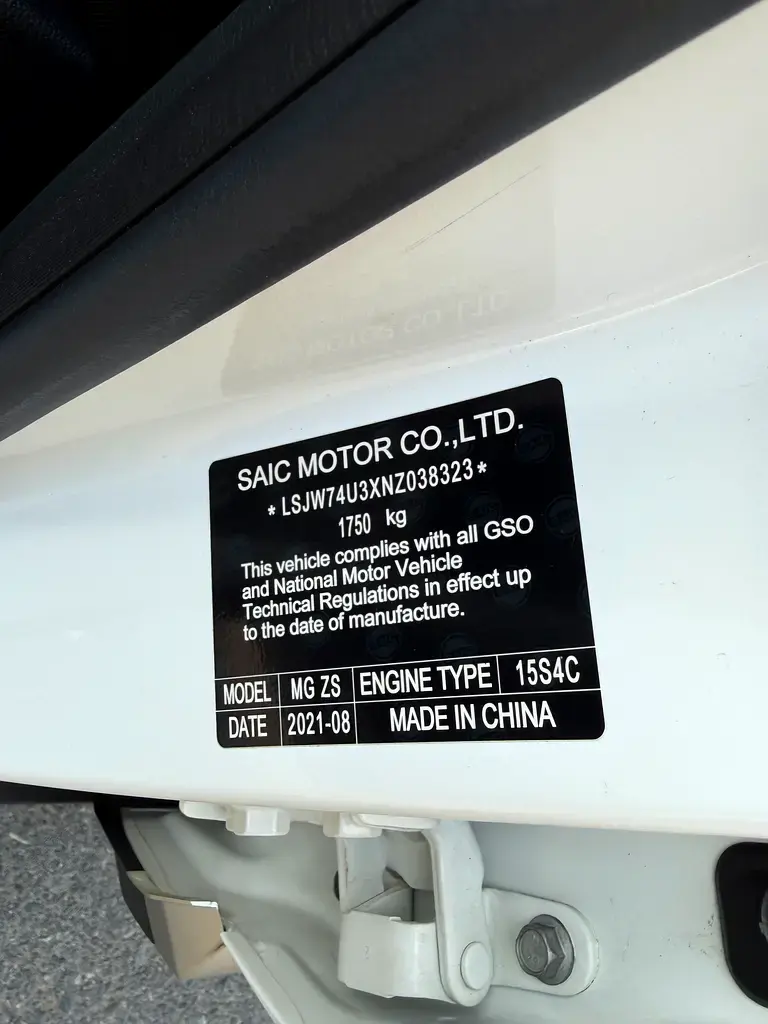 SAIC MOTOR CO.,LTD.
*LSJW74U3XNZ038323*
1750 kg
This vehicle complies with all GSO
and National Motor Vehicle
Technical Regulations in effect up
to the date of manufacture.
MODEL MG ZS ENGINE TYPE 15S4C
DATE 2021-08 MADE IN CHINA